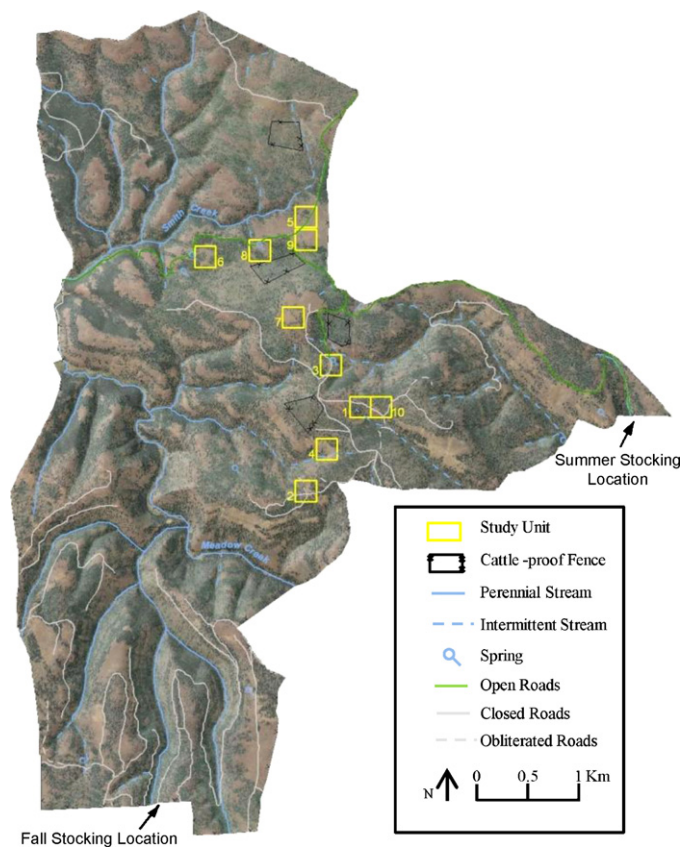 Smith Creek
5
9
8
6
7
3
1
10
4
2
Meadow Creek
Summer Stocking
Location
Fall Stocking Location
Study Unit
Cattle -proof Fence
Perennial Stream
Intermittent Stream
Spring
Open Roads
Closed Roads
Obliterated Roads
N
0 0.5 1 Km